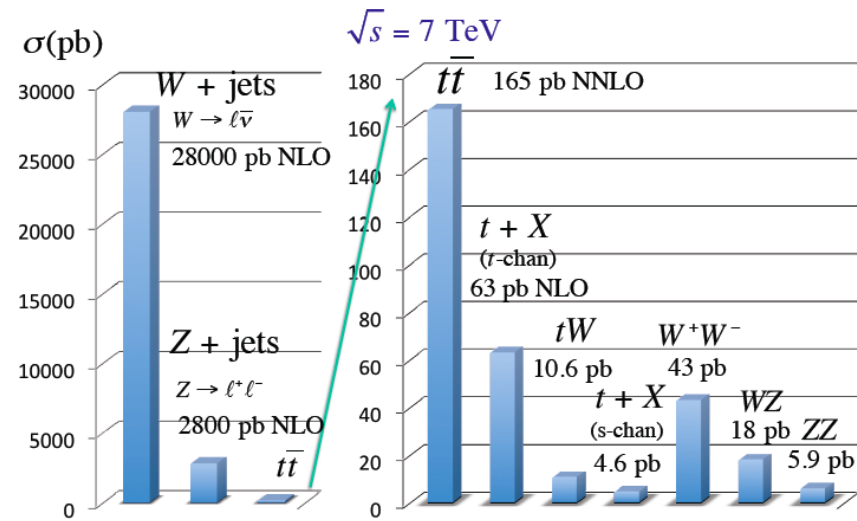 σ(pb)
30000
25000
20000
15000
10000
5000
0
W + jets
W → ℓν̅
28000 pb NLO
Z + jets
Z → ℓ⁺ℓ⁻
2800 pb NLO
tt̅
√s = 7 TeV
180
160
140
120
100
80
60
40
20
0
tt̅ 165 pb NNLO
t + X
(t-chan)
63 pb NLO
tW
10.6 pb
t + X
(s-chan)
4.6 pb
W⁺W⁻
43 pb
WZ
18 pb
ZZ
5.9 pb